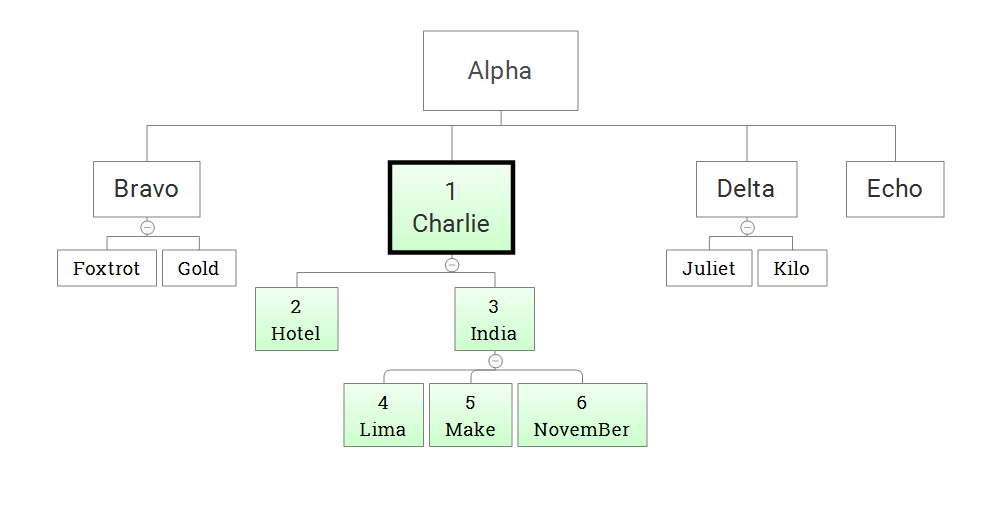 Alpha
Bravo
1
Charlie
Delta
Echo
Foxtrot
Gold
Juliet
Kilo
2
Hotel
3
India
4
Lima
5
Make
6
NovemBer